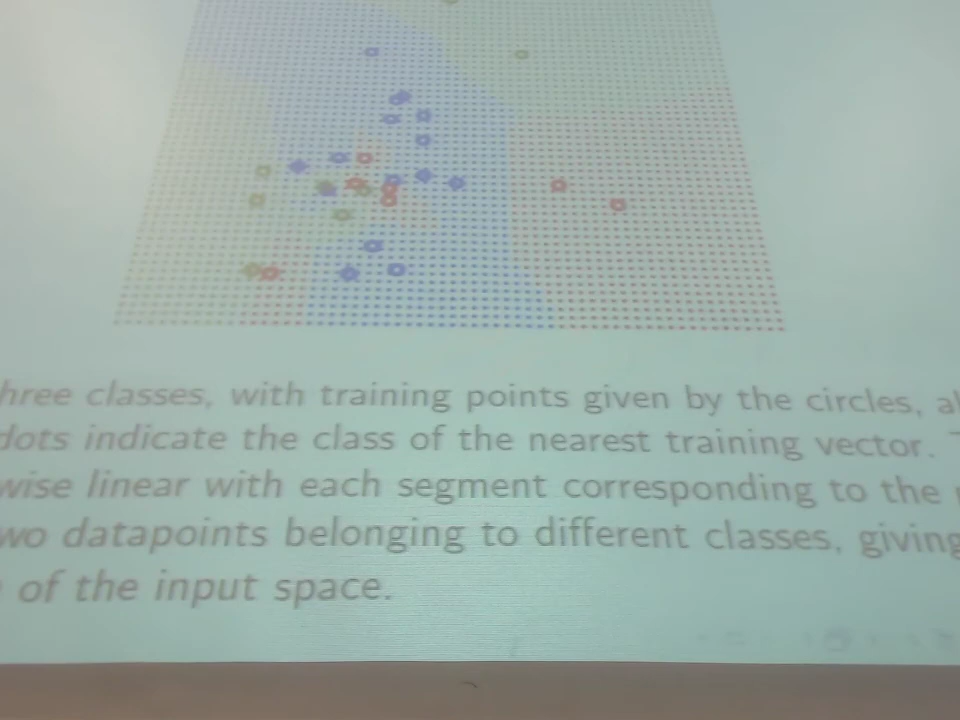 hree classes, with training points given by the circles, al
dots indicate the class of the nearest training vector. T
wise linear with each segment corresponding to the
wo datapoints belonging to different classes, giving
of the input space.